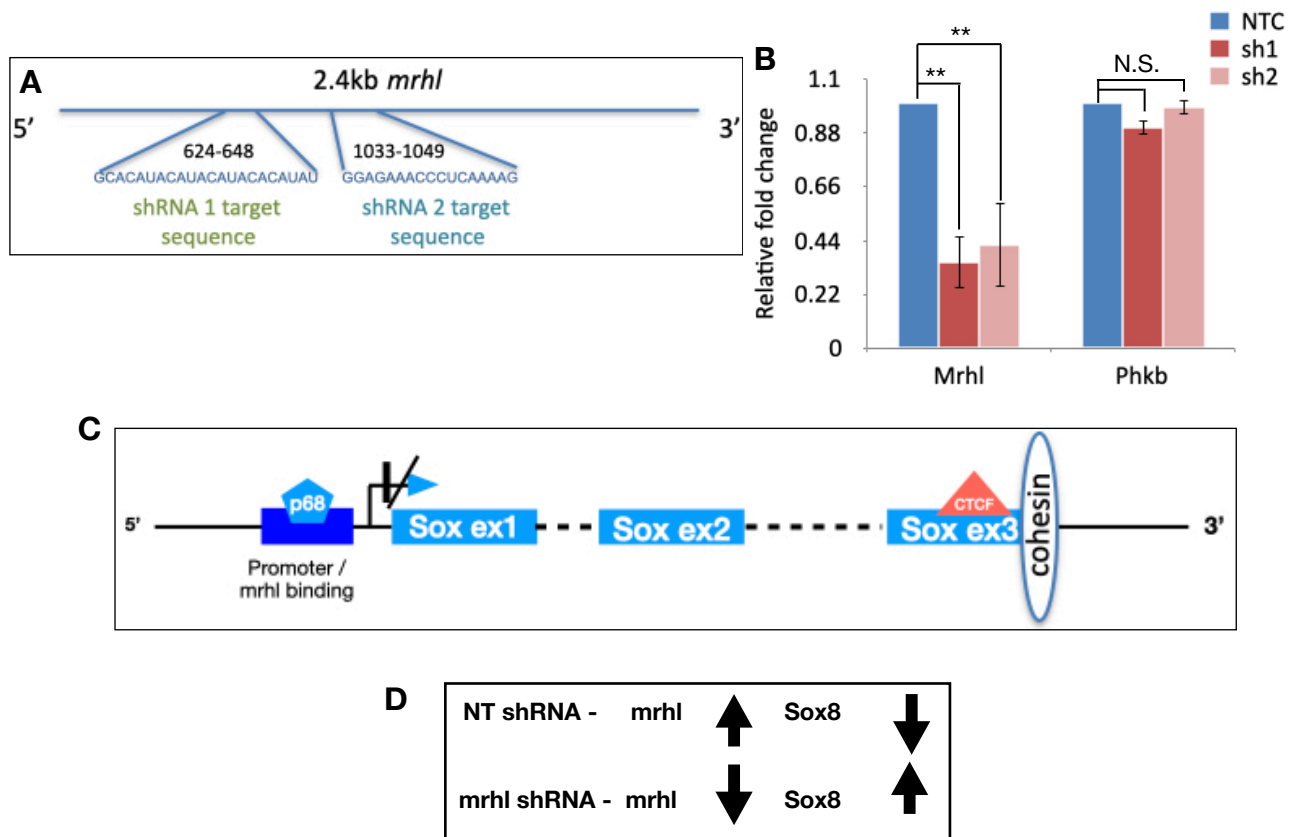 A
2.4kb mrhl
5’
3’
624-648
1033-1049
GCACAUACAUACAUACACAUAU
GGAGAAACCCUCAAAAG
shRNA 1 target
sequence
shRNA 2 target
sequence
B
NTC
sh1
sh2
**
**
N.S.
Relative fold change
1.1
0.88
0.66
0.44
0.22
0
Mrhl
Phkb
C
5’
p68
Promoter /
mrhl binding
Sox ex1
Sox ex2
CTCF
Sox ex3
cohesin
3’
D
NT shRNA - mrhl Sox8
mrhl shRNA - mrhl Sox8